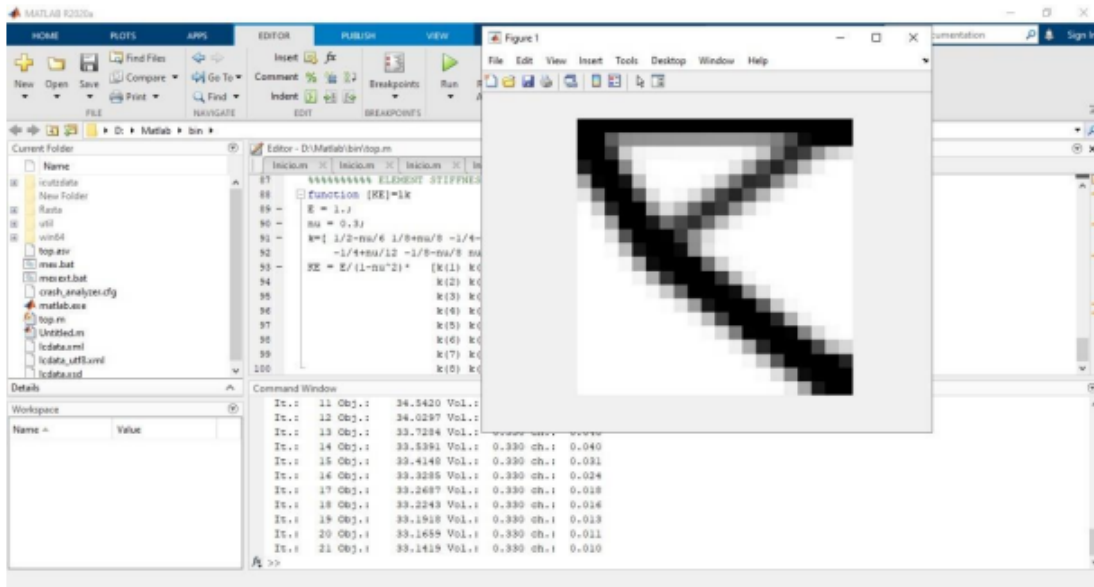 MATLAB R2020a
HOME PLOTS APPS EDITOR PUBLISH VIEW
Sign In
New Open Save
Find Files
Compare
Print
Go To
Find
Insert fx
Comment
Indent
Breakpoints
Run
FILE NAVIGATE EDIT BREAKPOINTS
D: Matlab bin
Current Folder
Name
icutzdata
New Folder
util
win64
top.asv
mex.bat
mexext.bat
crash_analyzer.cfg
matlab.exe
top.m
Untitled.m
lcdata.xml
lcdata_utf8.xml
lcdata.xsd
Details
Workspace
Name Value
Editor - D:\Matlab\bin\top.m
Inicio.m Inicio.m Inicio.m
87 %%%%%%%%%% ELEMENT STIFFNES
88 function [KE]=lk
89 E = 1.;
90 nu = 0.3;
91 k=[ 1/2-nu/6 1/8+nu/8 -1/4-
92 -1/4+nu/12 -1/8-nu/8 nu
93 KE = E/(1-nu^2)* [k(1) k(
94 k(2) k(
95 k(3) k(
96 k(4) k(
97 k(5) k(
98 k(6) k(
99 k(7) k(
100 k(8) k(
Figure 1
File Edit View Insert Tools Desktop Window Help
Command Window
It.: 11 Obj.: 34.5420 Vol.:
It.: 12 Obj.: 34.0297 Vol.:
It.: 13 Obj.: 33.7284 Vol.:
It.: 14 Obj.: 33.5391 Vol.: 0.330 ch.: 0.040
It.: 15 Obj.: 33.4148 Vol.: 0.330 ch.: 0.031
It.: 16 Obj.: 33.3285 Vol.: 0.330 ch.: 0.024
It.: 17 Obj.: 33.2687 Vol.: 0.330 ch.: 0.018
It.: 18 Obj.: 33.2243 Vol.: 0.330 ch.: 0.016
It.: 19 Obj.: 33.1918 Vol.: 0.330 ch.: 0.013
It.: 20 Obj.: 33.1659 Vol.: 0.330 ch.: 0.011
It.: 21 Obj.: 33.1419 Vol.: 0.330 ch.: 0.010
fx >>